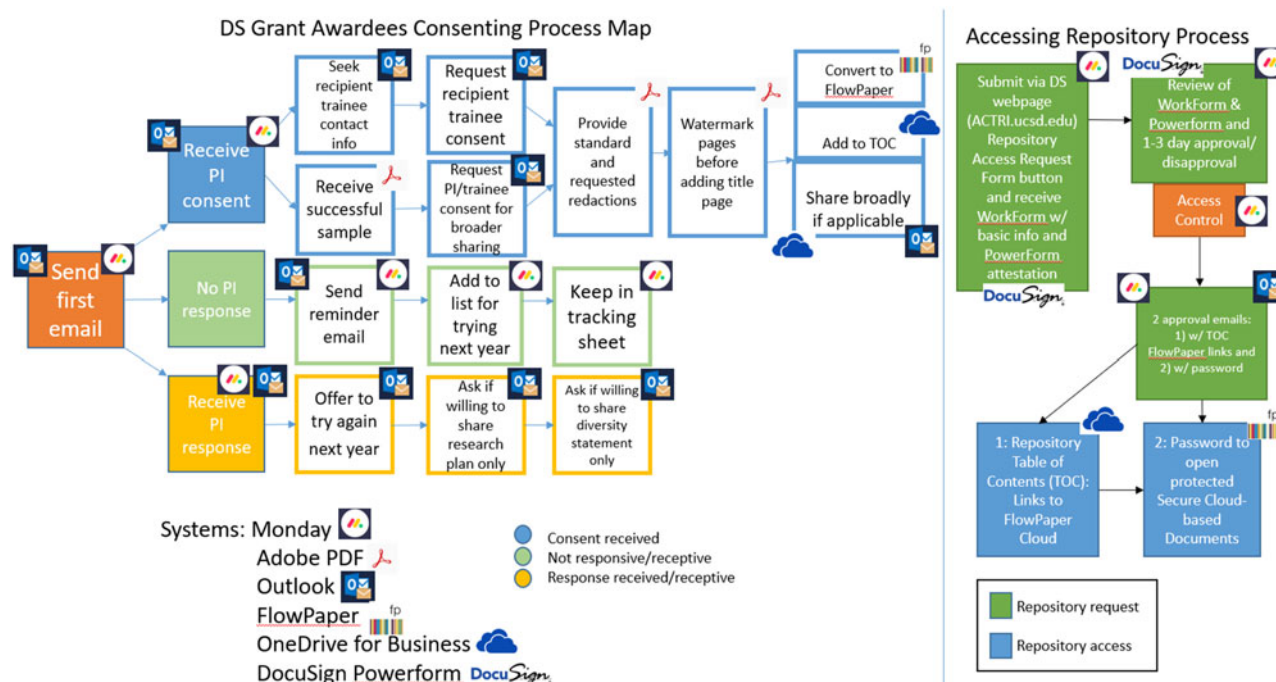 DS Grant Awardees Consenting Process Map
Seek
recipient
trainee
contact
info
Request
recipient
trainee
consent
fp
Convert to
FlowPaper
Receive
PI
consent
Provide
standard
and
requested
redactions
Watermark
pages
before
adding title
page
Add to TOC
Receive
successful
sample
Request
PI/trainee
consent for
broader
sharing
Share broadly
if applicable
Send
first
email
No PI
response
Send
reminder
email
Add to
list for
trying
next year
Keep in
tracking
sheet
Receive
PI
response
Offer to
try again
next year
Ask if
willing to
share
research
plan only
Ask if willing
to share
diversity
statement
only
Systems: Monday
Adobe PDF
Outlook
FlowPaper
fp
OneDrive for Business
DocuSign Powerform DocuSign
Consent received
Not responsive/receptive
Response received/receptive
Accessing Repository Process
Submit via DS
webpage
(ACTRI.ucsd.edu)
Repository
Access Request
Form button
and receive
WorkForm w/
basic info and
PowerForm
attestation
DocuSign
DocuSign
Review of
WorkForm &
Powerform and
1-3 day approval/
disapproval
Access
Control
2 approval emails:
1) w/ TOC
FlowPaper links and
2) w/ password
1: Repository
Table of
Contents (TOC):
Links to
FlowPaper
Cloud
fp
2: Password to
open
protected
Secure Cloud-
based
Documents
Repository request
Repository access